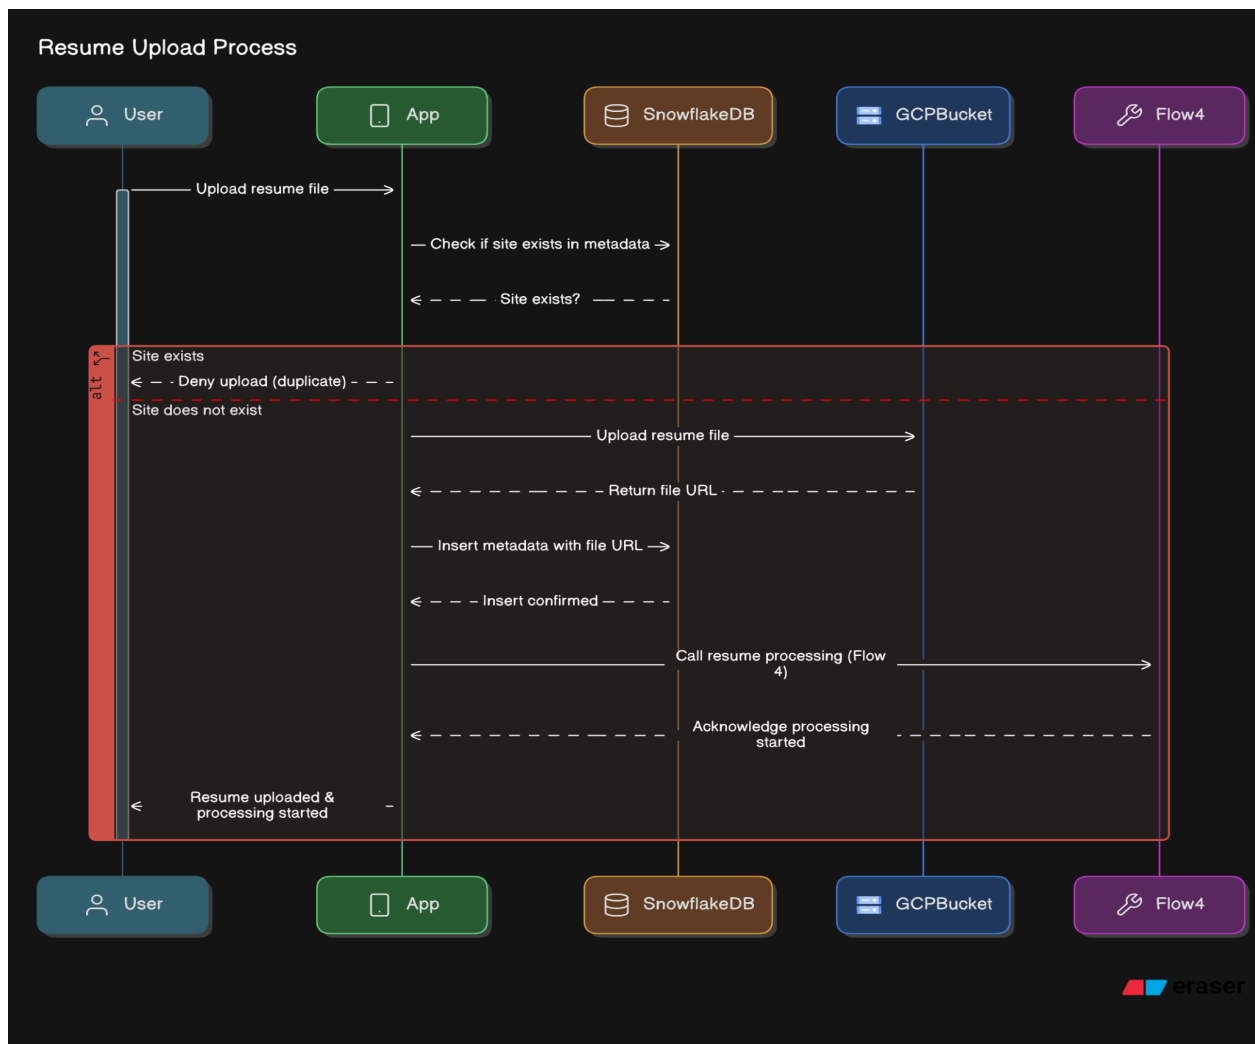 Resume Upload Process
User
App
SnowflakeDB
GCPBucket
Flow4
Upload resume file
Check if site exists in metadata
Site exists?
alt
Site exists
Deny upload (duplicate)
Site does not exist
Upload resume file
Return file URL
Insert metadata with file URL
Insert confirmed
Call resume processing (Flow
4)
Acknowledge processing
started
Resume uploaded &
processing started
User
App
SnowflakeDB
GCPBucket
Flow4
eraser